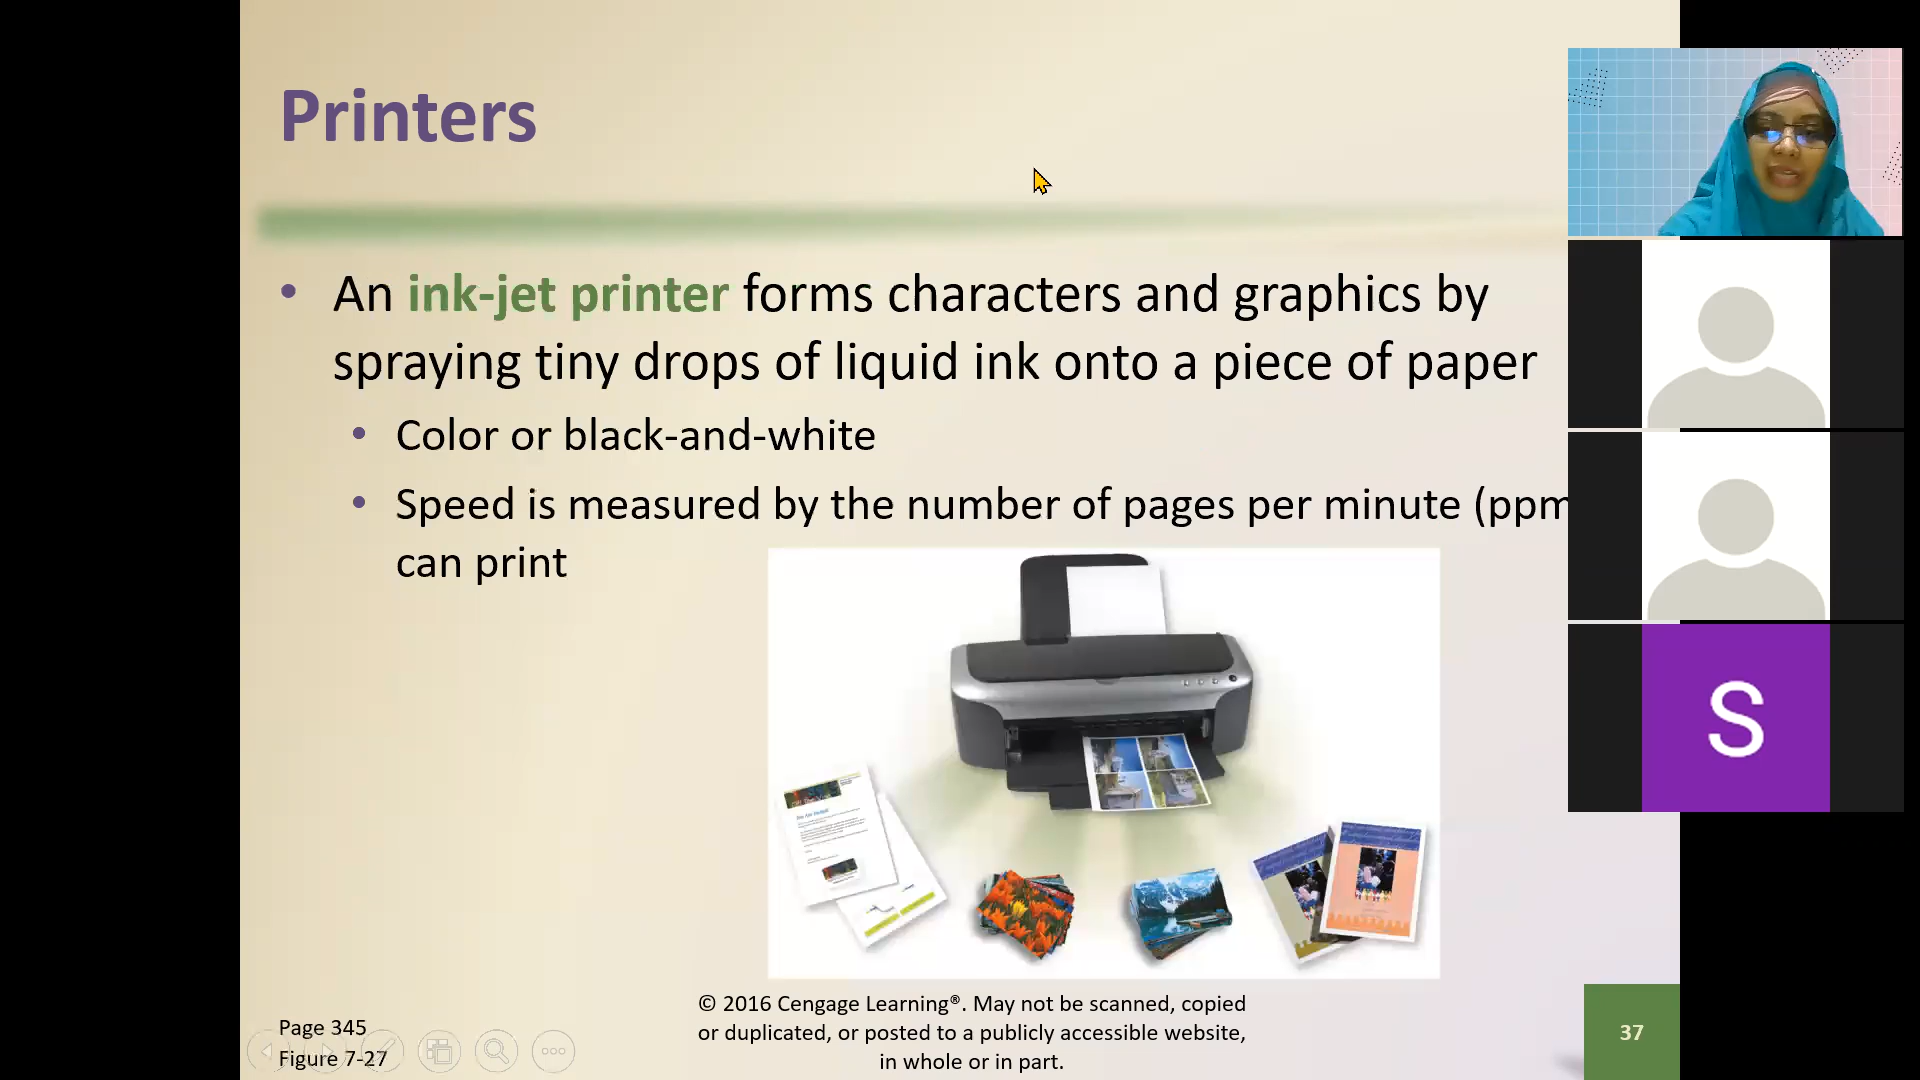 Printers
• An ink-jet printer forms characters and graphics by
spraying tiny drops of liquid ink onto a piece of paper
• Color or black-and-white
• Speed is measured by the number of pages per minute (ppm
can print
S
Page 345
Figure 7-27
© 2016 Cengage Learning®. May not be scanned, copied
or duplicated, or posted to a publicly accessible website,
in whole or in part.
37